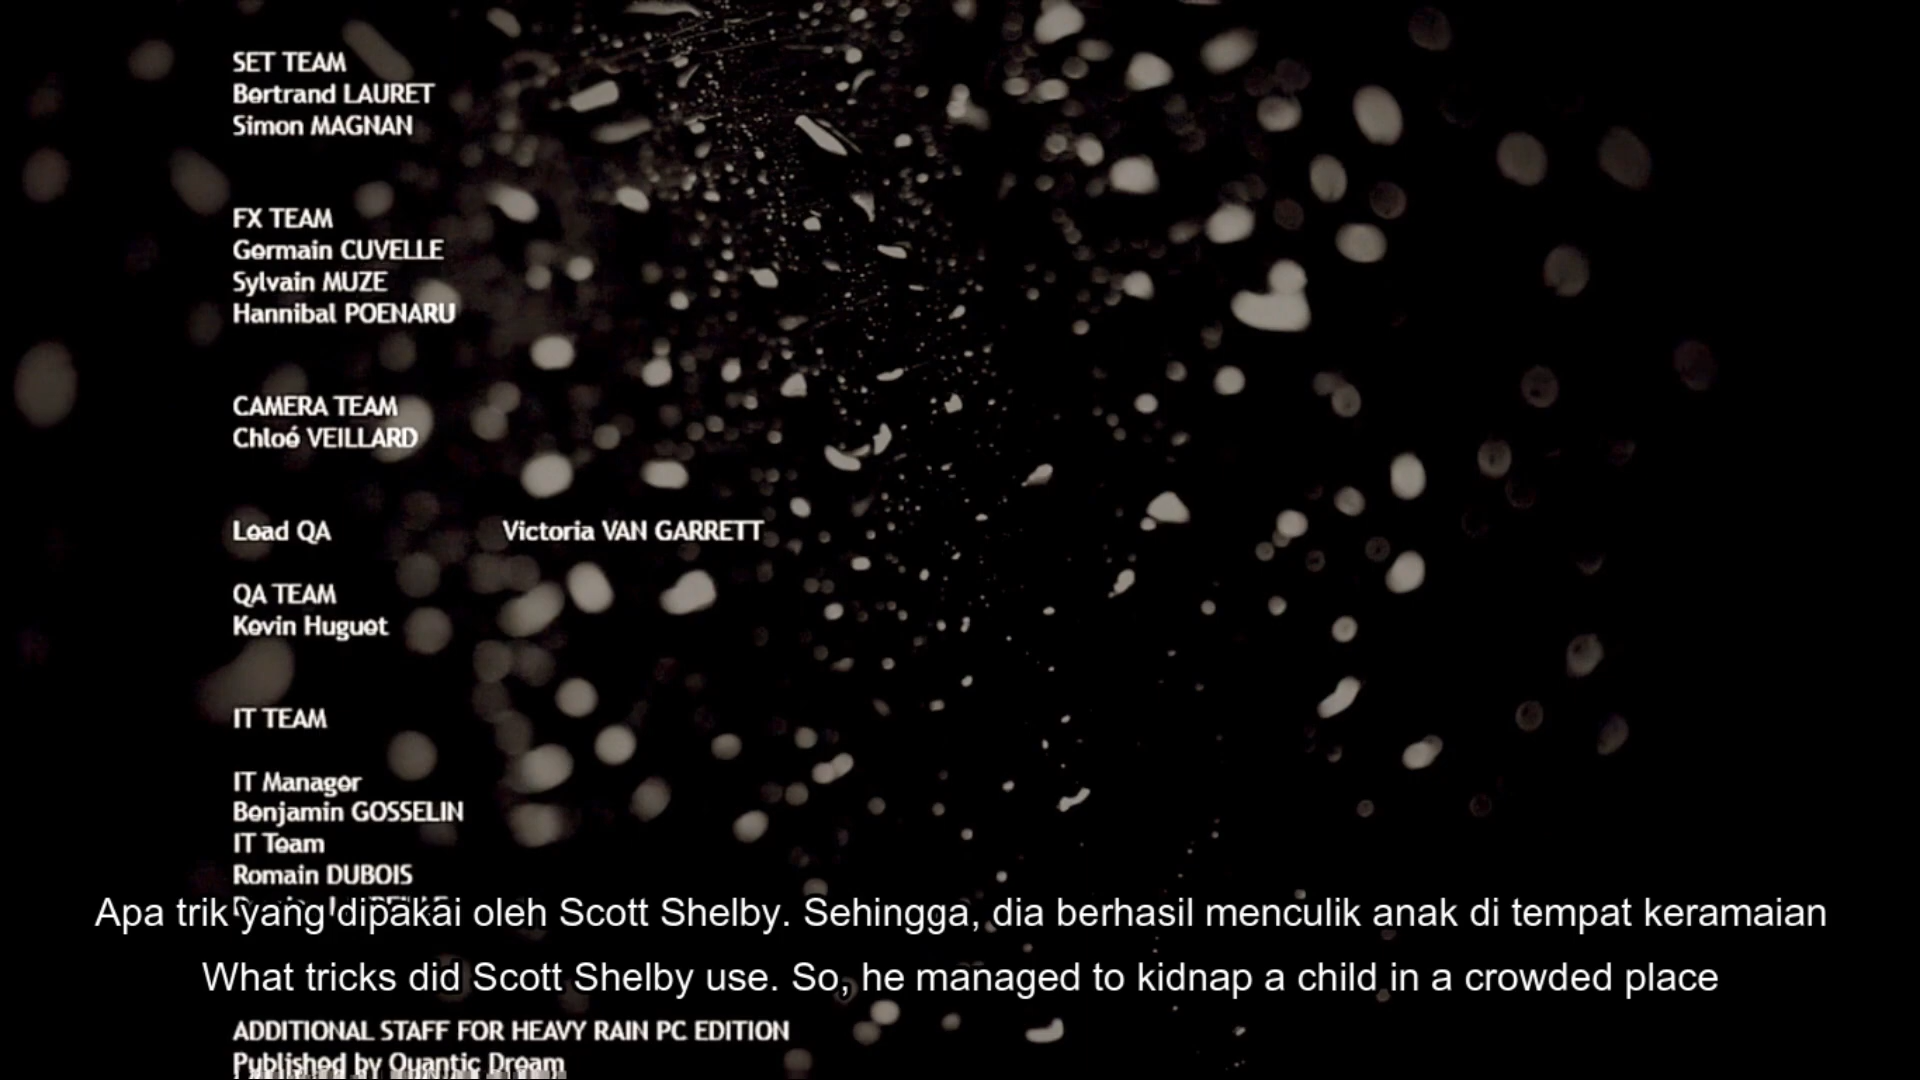 SET TEAM
Bertrand LAURET
Simon MAGNAN
FX TEAM
Germain CUVELLE
Sylvain MUZE
Hannibal POENARU
CAMERA TEAM
Chloé VEILLARD
Lead QA Victoria VAN GARRETT
QA TEAM
Kevin Huguet
IT TEAM
IT Manager
Benjamin GOSSELIN
IT Team
Romain DUBOIS
Apa trik yang dipakai oleh Scott Shelby. Sehingga, dia berhasil menculik anak di tempat keramaian
What tricks did Scott Shelby use. So, he managed to kidnap a child in a crowded place
ADDITIONAL STAFF FOR HEAVY RAIN PC EDITION
Published by Quantic Dream